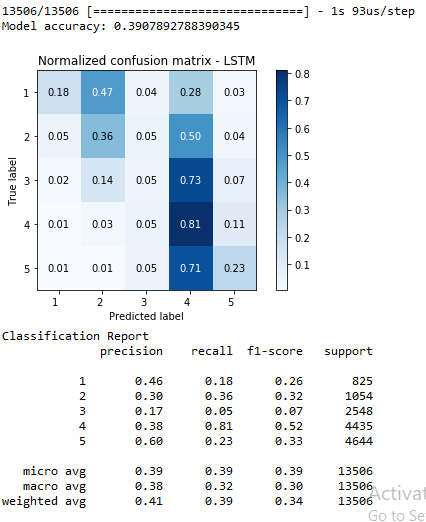 13506/13506 [==============================] - 1s 93us/step
Model accuracy: 0.3907892788390345
Normalized confusion matrix - LSTM
1 0.18 0.47 0.04 0.28 0.03
2 0.05 0.36 0.05 0.50 0.04
3 0.02 0.14 0.05 0.73 0.07
4 0.01 0.03 0.05 0.81 0.11
5 0.01 0.01 0.05 0.71 0.23
1 2 3 4 5
True label
Predicted label
0.8
0.7
0.6
0.5
0.4
0.3
0.2
0.1
Classification Report
precision recall f1-score support
1 0.46 0.18 0.26 825
2 0.30 0.36 0.32 1054
3 0.17 0.05 0.07 2548
4 0.38 0.81 0.52 4435
5 0.60 0.23 0.33 4644
micro avg 0.39 0.39 0.39 13506
macro avg 0.38 0.32 0.30 13506
weighted avg 0.41 0.39 0.34 13506
Activat
Go to Se